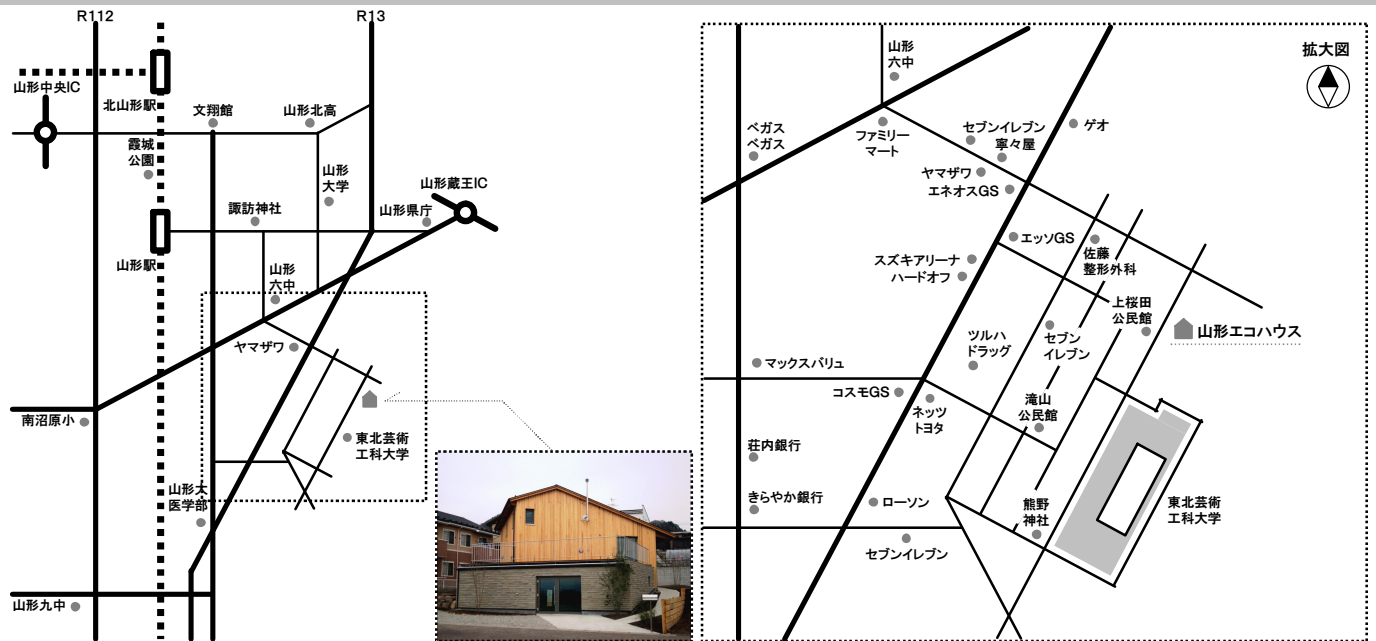 R112
R13
山形中央IC
北山形駅
文翔館
山形北高
霞城
公園
山形
大学
山形蔵王IC
諏訪神社
山形県庁
山形駅
山形
六中
ヤマザワ
南沼原小
東北芸術
工科大学
山形大
医学部
山形九中
拡大図
山形
六中
ベガス
ベガス
ファミリー
マート
セブンイレブン
寧々屋
ゲオ
ヤマザワ
エネオスGS
エッソGS
佐藤
整形外科
スズキアリーナ
ハードオフ
上桜田
公民館
山形エコハウス
ツルハ
ドラッグ
セブン
イレブン
マックスバリュ
コスモGS
ネッツ
トヨタ
滝山
公民館
荘内銀行
きらやか銀行
ローソン
熊野
神社
東北芸術
工科大学
セブンイレブン